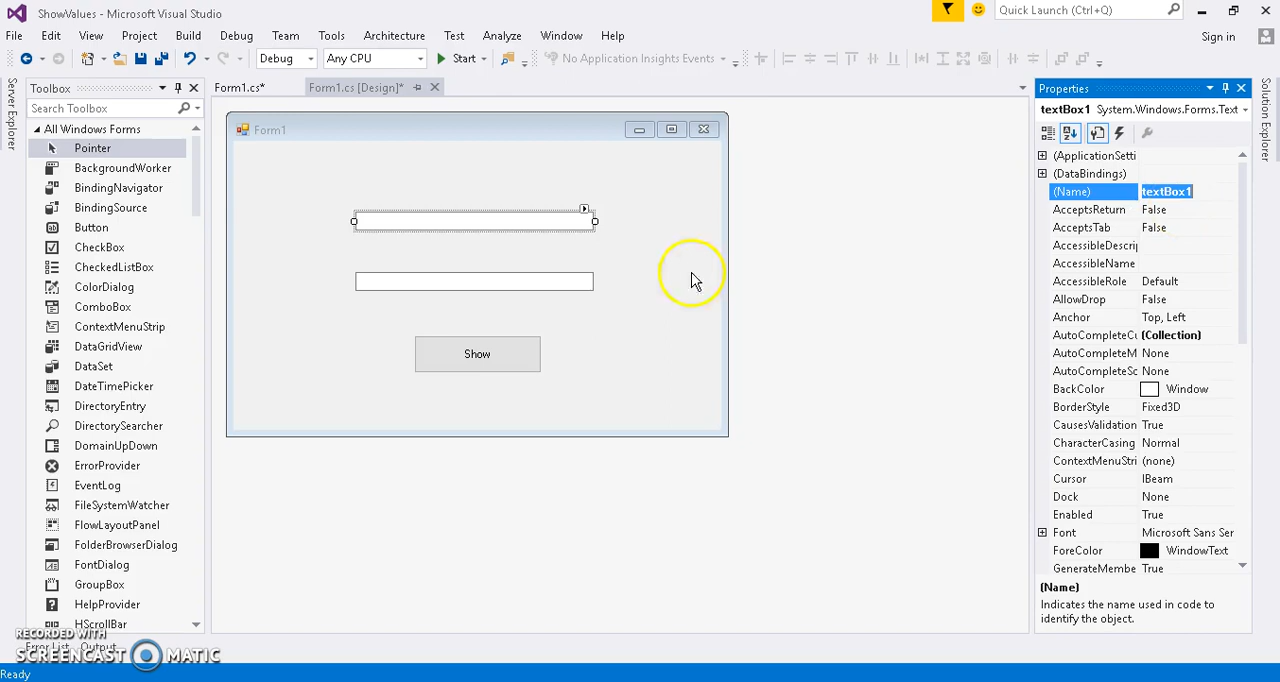 ShowValues - Microsoft Visual Studio
Quick Launch (Ctrl+Q)
File Edit View Project Build Debug Team Tools Architecture Test Analyze Window Help
Sign in
Debug Any CPU Start No Application Insights Events
Server Explorer
Toolbox
Search Toolbox
All Windows Forms
Pointer
BackgroundWorker
BindingNavigator
BindingSource
Button
CheckBox
CheckedListBox
ColorDialog
ComboBox
ContextMenuStrip
DataGridView
DataSet
DateTimePicker
DirectoryEntry
DirectorySearcher
DomainUpDown
ErrorProvider
EventLog
FileSystemWatcher
FlowLayoutPanel
FolderBrowserDialog
FontDialog
GroupBox
HelpProvider
HScrollBar
Form1.cs* Form1.cs [Design]*
Form1
Show
Properties
textBox1 System.Windows.Forms.Text
(ApplicationSetti
(DataBindings)
(Name) textBox1
AcceptsReturn False
AcceptsTab False
AccessibleDescrip
AccessibleName
AccessibleRole Default
AllowDrop False
Anchor Top, Left
AutoCompleteCu (Collection)
AutoCompleteM None
AutoCompleteSo None
BackColor Window
BorderStyle Fixed3D
CausesValidation True
CharacterCasing Normal
ContextMenuStri (none)
Cursor IBeam
Dock None
Enabled True
Font Microsoft Sans Ser
ForeColor WindowText
GenerateMembe True
(Name)
Indicates the name used in code to
identify the object.
Solution Explorer
Error List Output
RECORDED WITH
SCREENCAST MATIC
Ready